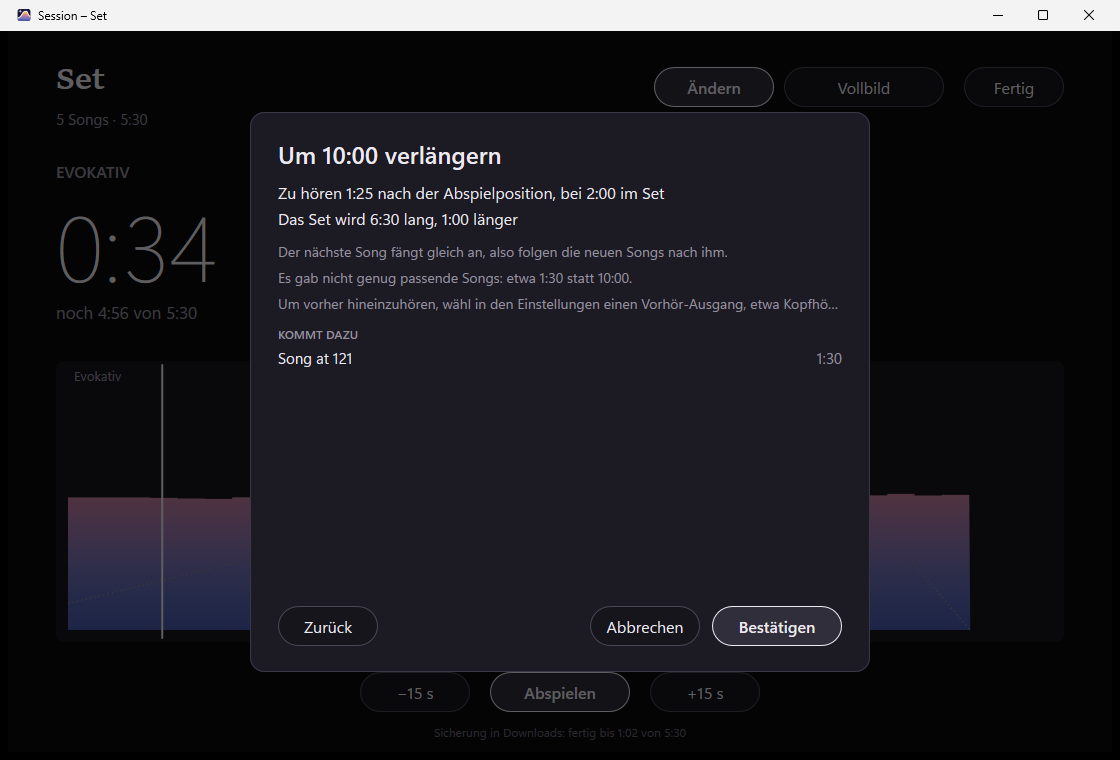 Session – Set
Set
Ändern
Vollbild
Fertig
5 Songs · 5:30
EVOKATIV
0:34
noch 4:56 von 5:30
Evokativ
Um 10:00 verlängern
Zu hören 1:25 nach der Abspielposition, bei 2:00 im Set
Das Set wird 6:30 lang, 1:00 länger
Der nächste Song fängt gleich an, also folgen die neuen Songs nach ihm.
Es gab nicht genug passende Songs: etwa 1:30 statt 10:00.
Um vorher hineinzuhören, wähl in den Einstellungen einen Vorhör-Ausgang, etwa Kopfhö...
KOMMT DAZU
Song at 121 1:30
Zurück
Abbrechen
Bestätigen
−15 s
Abspielen
+15 s
Sicherung in Downloads: fertig bis 1:02 von 5:30